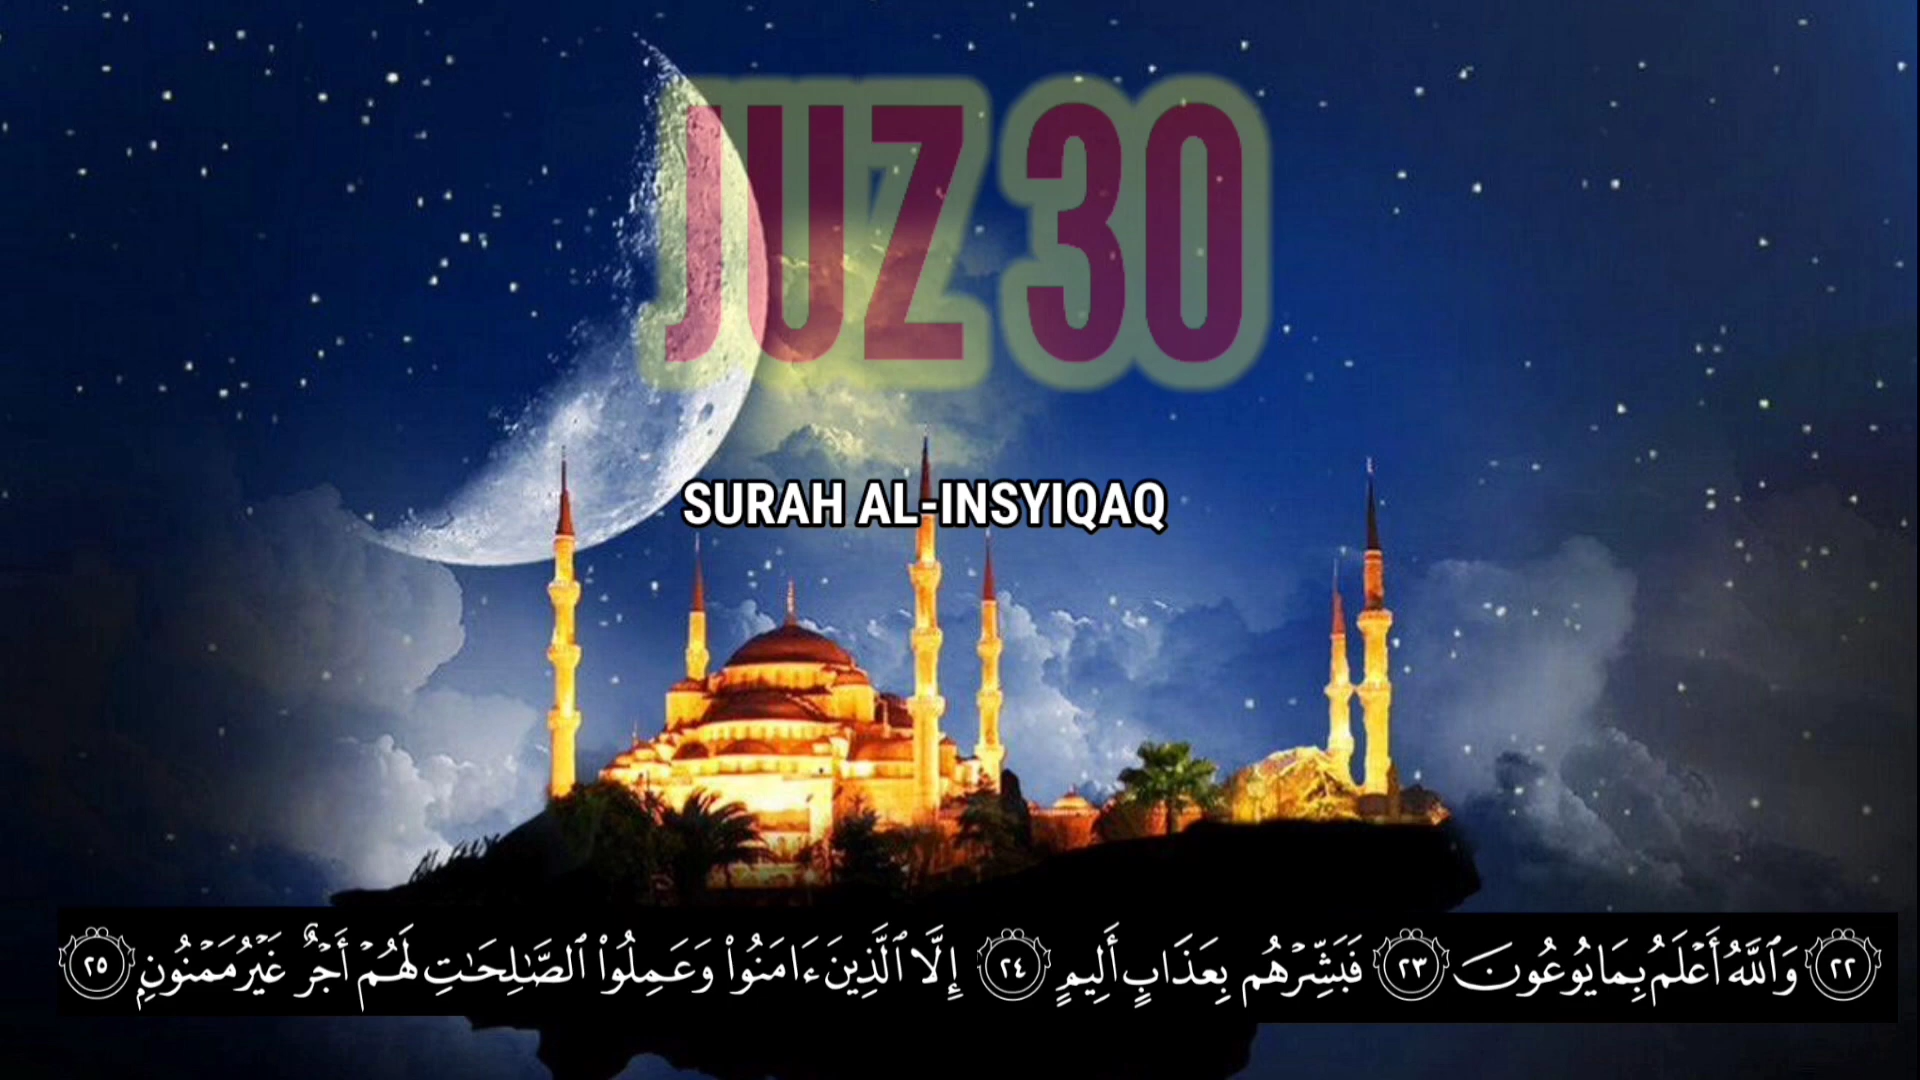 JUZ 30
SURAH AL-INSYIQAQ
٢٢ وَٱللَّهُ أَعْلَمُ بِمَا يُوعُونَ ٢٣ فَبَشِّرْهُم بِعَذَابٍ أَلِيمٍ ٢٤ إِلَّا ٱلَّذِينَ ءَامَنُوا۟ وَعَمِلُوا۟ ٱلصَّـٰلِحَـٰتِ لَهُمْ أَجْرٌ غَيْرُ مَمْنُونٍۭ ٢٥